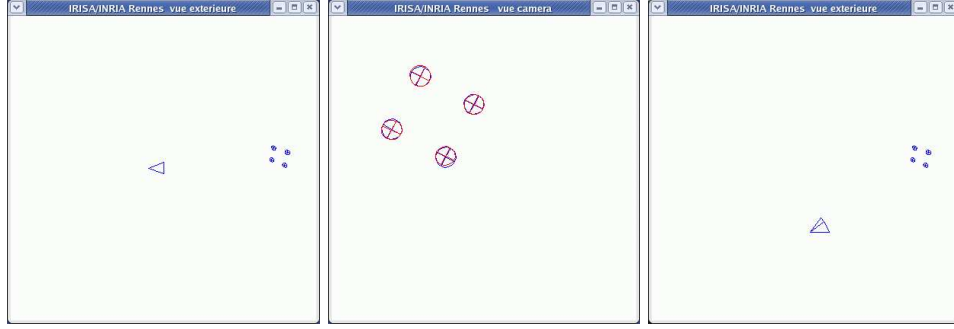 IRISA/INRIA Rennes vue exterieure
IRISA/INRIA Rennes vue camera
IRISA/INRIA Rennes vue exterieure